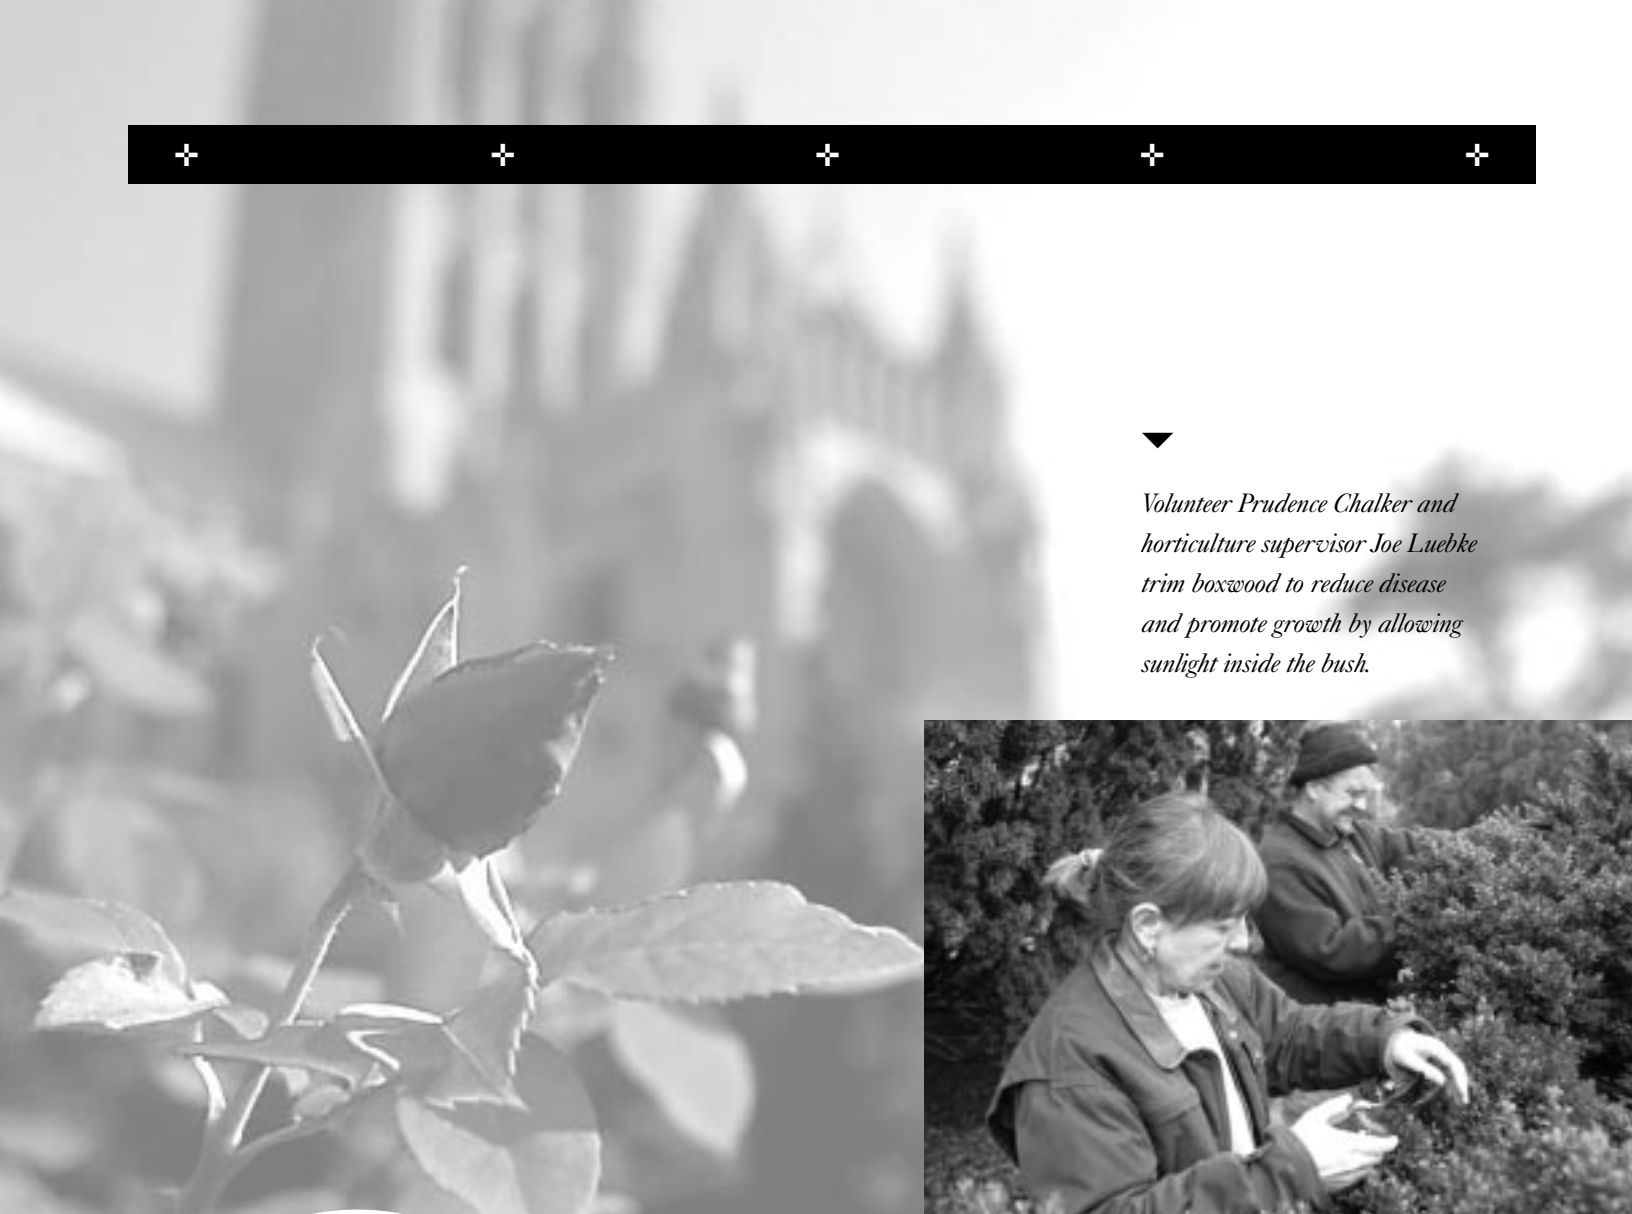 Volunteer Prudence Chalker and
horticulture supervisor Joe Luebke
trim boxwood to reduce disease
and promote growth by allowing
sunlight inside the bush.